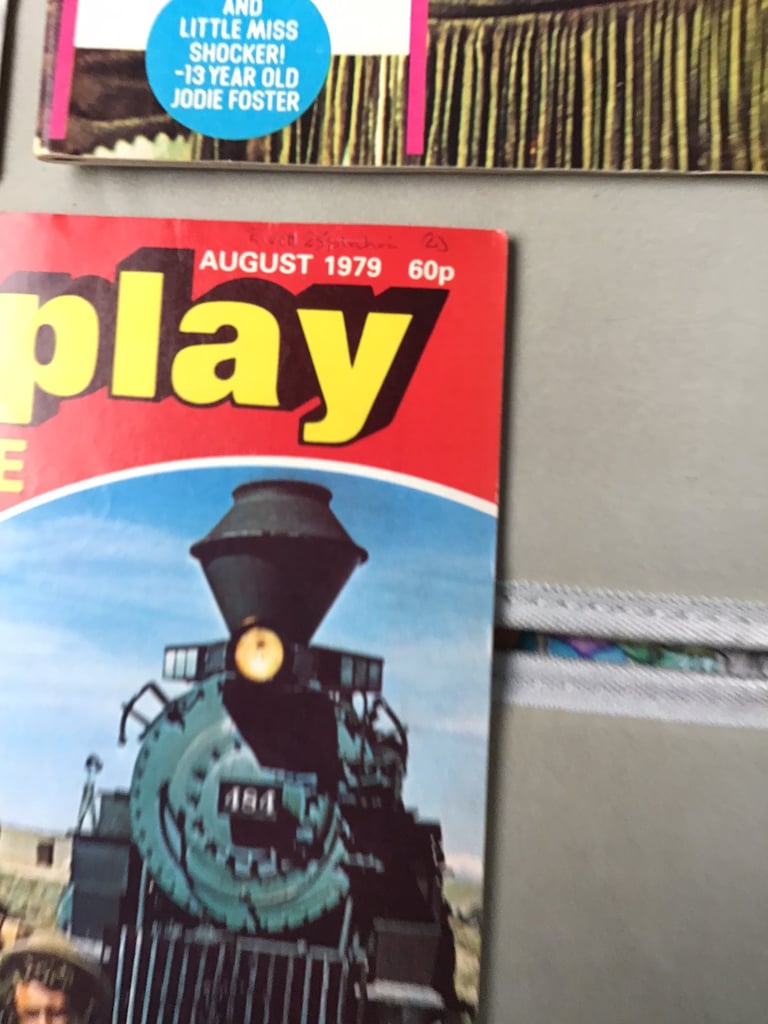 AND
LITTLE MISS
SHOCKER!
-13 YEAR OLD
JODIE FOSTER
AUGUST 1979 60p
play
E
484